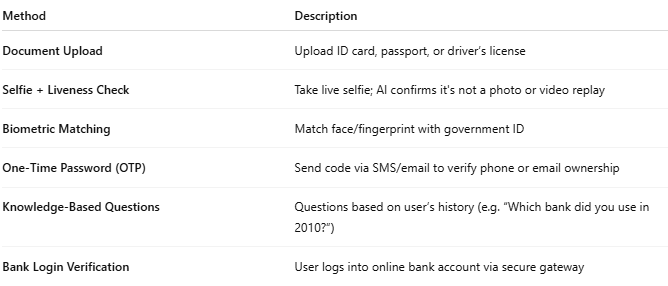 Method Description
Document Upload Upload ID card, passport, or driver’s license
Selfie + Liveness Check Take live selfie; AI confirms it's not a photo or video replay
Biometric Matching Match face/fingerprint with government ID
One-Time Password (OTP) Send code via SMS/email to verify phone or email ownership
Knowledge-Based Questions Questions based on user’s history (e.g. “Which bank did you use in
2010?”)
Bank Login Verification User logs into online bank account via secure gateway